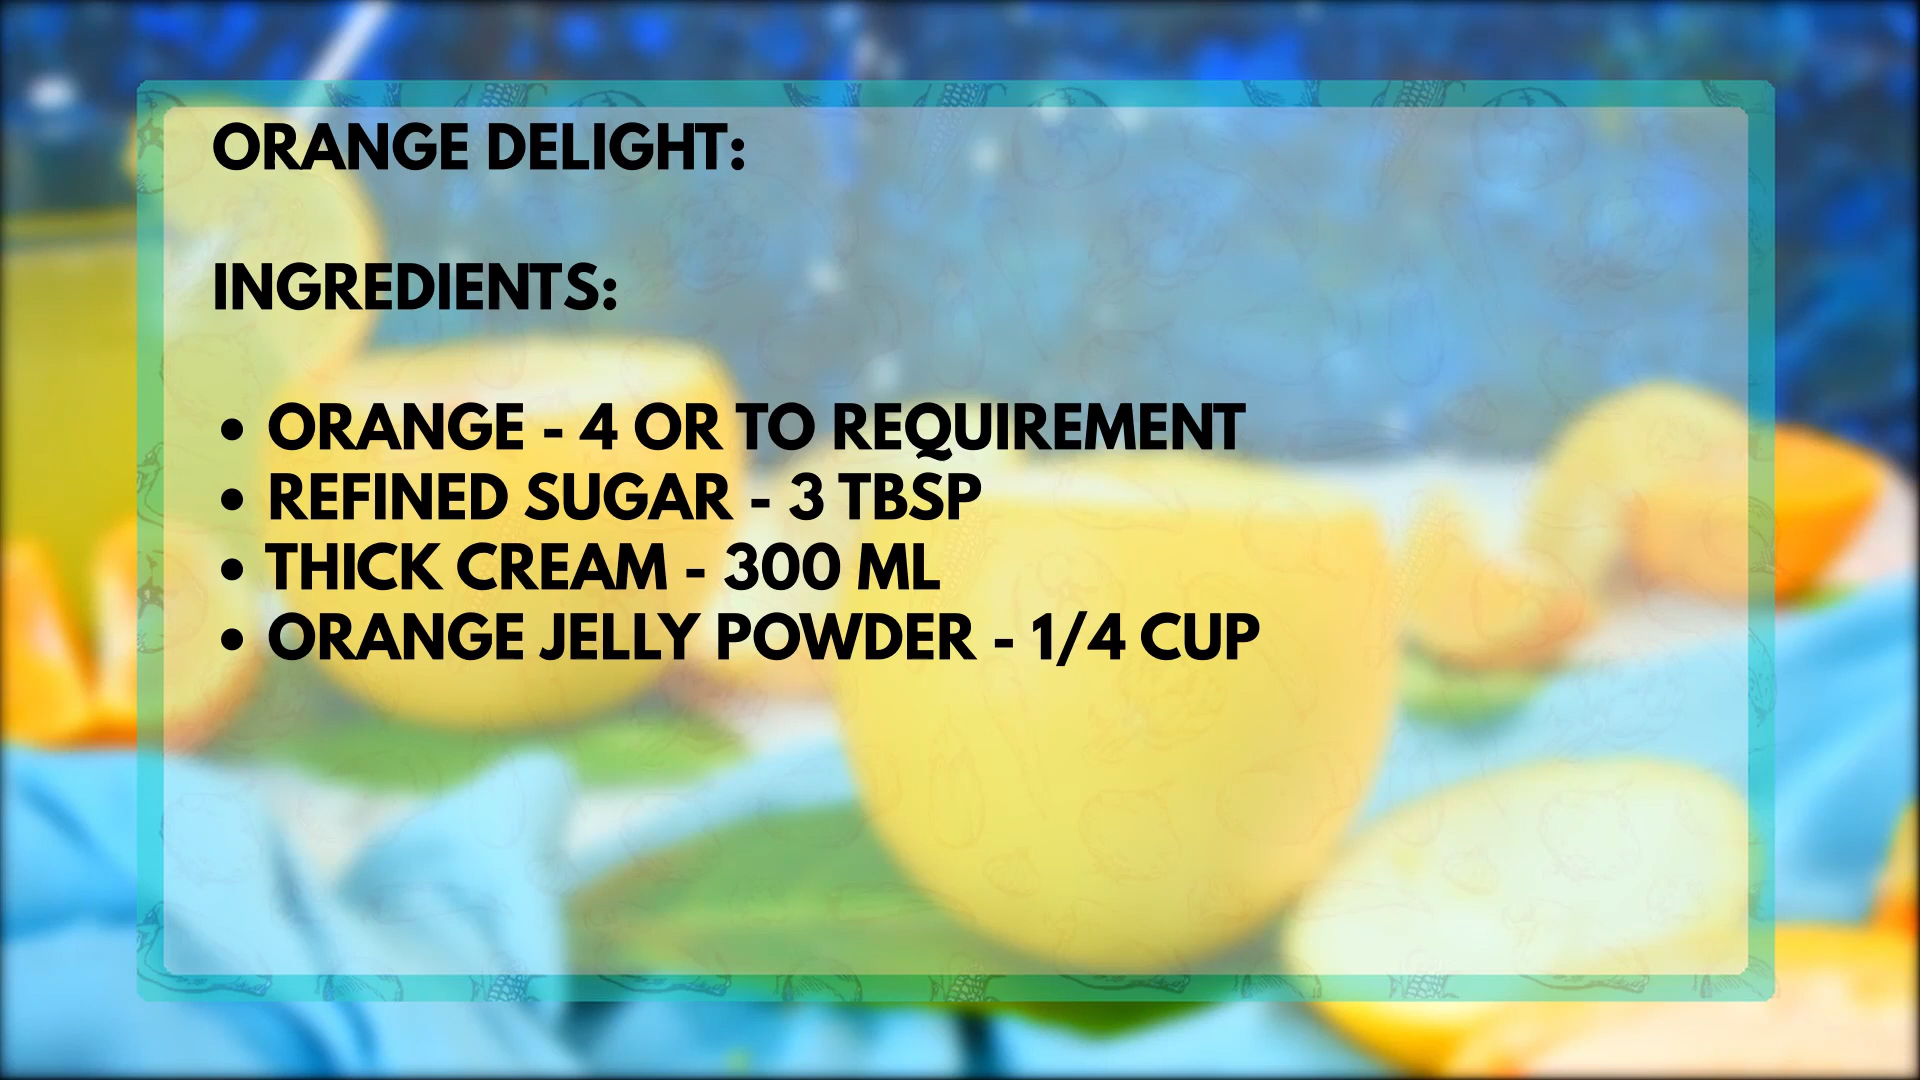 ORANGE DELIGHT:
INGREDIENTS:
• ORANGE - 4 OR TO REQUIREMENT
• REFINED SUGAR - 3 TBSP
• THICK CREAM - 300 ML
• ORANGE JELLY POWDER - 1/4 CUP